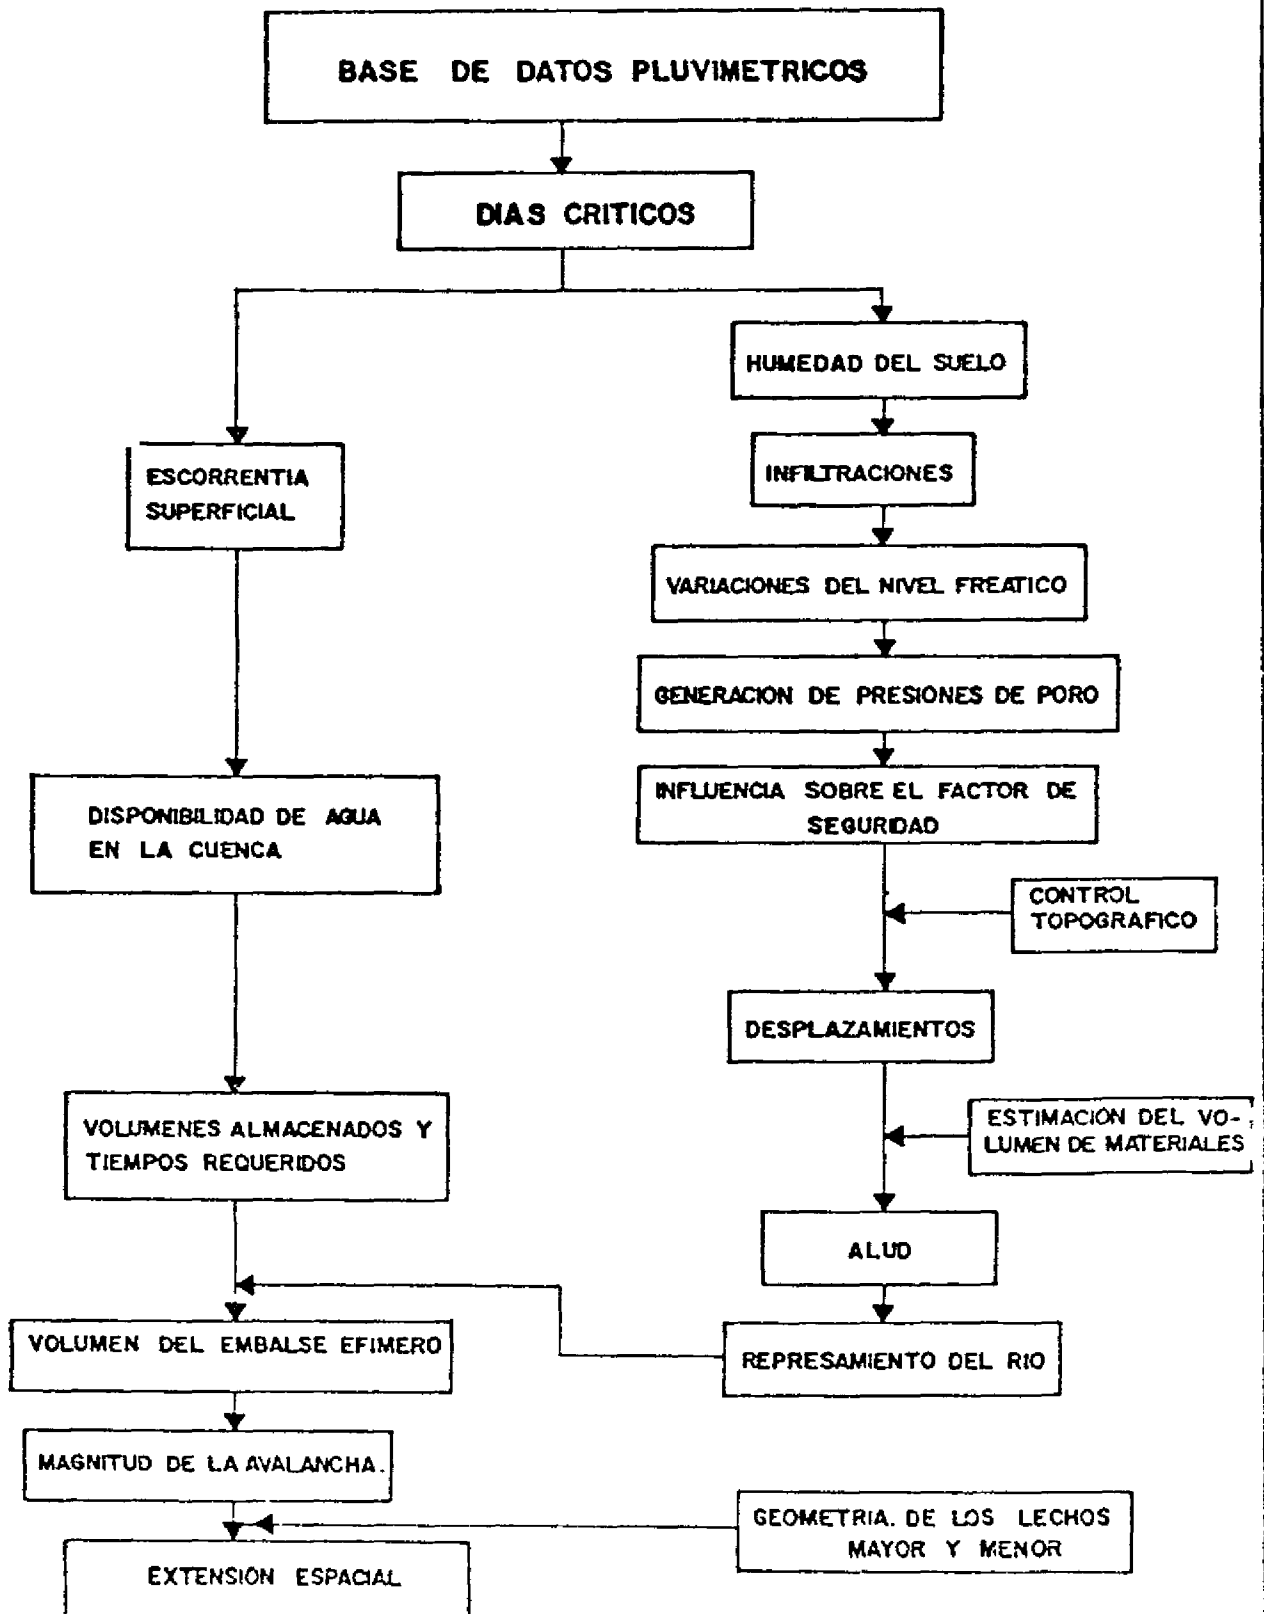 BASE DE DATOS PLUVIMETRICOS
DIAS CRITICOS
HUMEDAD DEL SUELO
ESCORRENTIA
SUPERFICIAL
INFILTRACIONES
VARIACIONES DEL NIVEL FREATICO
GENERACION DE PRESIONES DE PORO
DISPONIBILIDAD DE AGUA
EN LA CUENCA
INFLUENCIA SOBRE EL FACTOR DE
SEGURIDAD
CONTROL
TOPOGRAFICO
DESPLAZAMIENTOS
VOLUMENES ALMACENADOS Y
TIEMPOS REQUERIDOS
ESTIMACION DEL VO-
LUMEN DE MATERIALES
ALUD
VOLUMEN DEL EMBALSE EFIMERO
REPRESAMIENTO DEL RIO
MAGNITUD DE LA AVALANCHA.
GEOMETRIA. DE LOS LECHOS
MAYOR Y MENOR
EXTENSION ESPACIAL